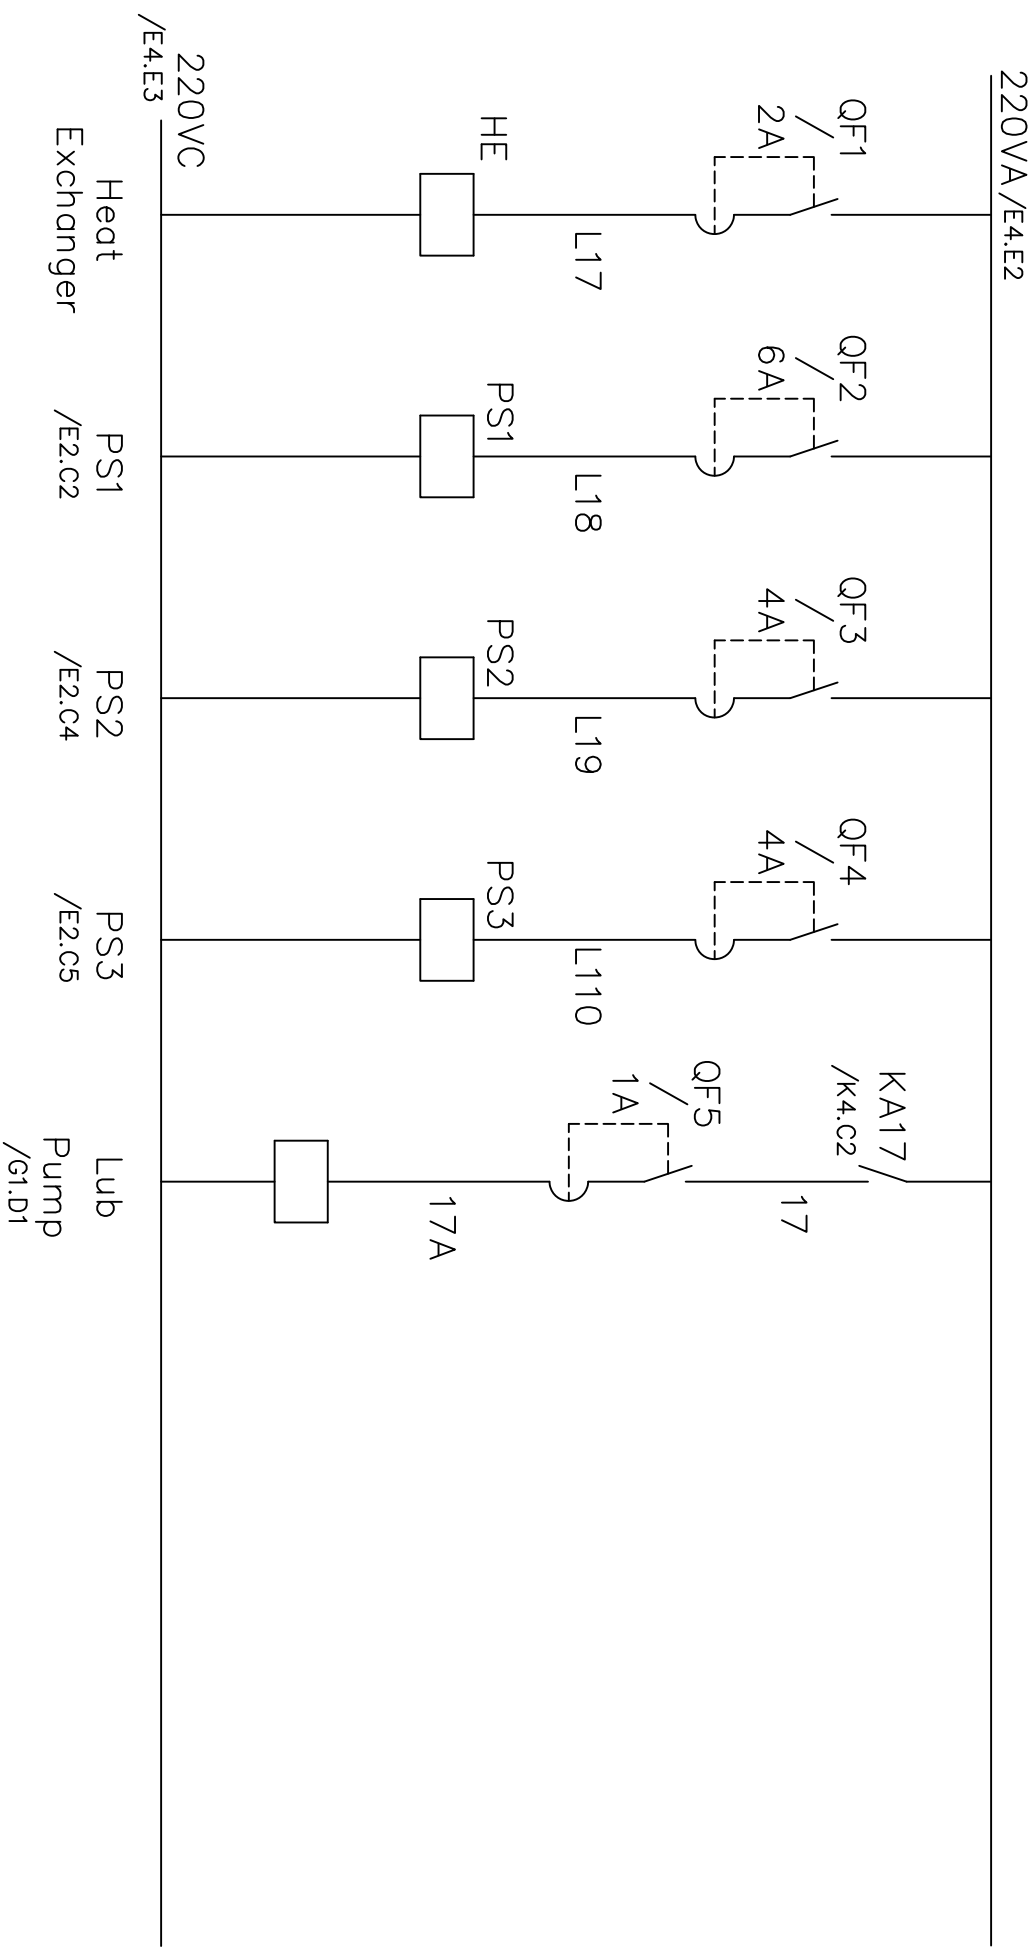 220VA /E4.E2
QF1
2A
QF2
6A
QF3
4A
QF4
4A
KA17
/K4.C2
17
QF5
1A
L17
L18
L19
L110
17A
HE
PS1
PS2
PS3
220VC
/E4.E3
Heat
Exchanger
PS1
/E2.C2
PS2
/E2.C4
PS3
/E2.C5
Lub
Pump
/G1.D1